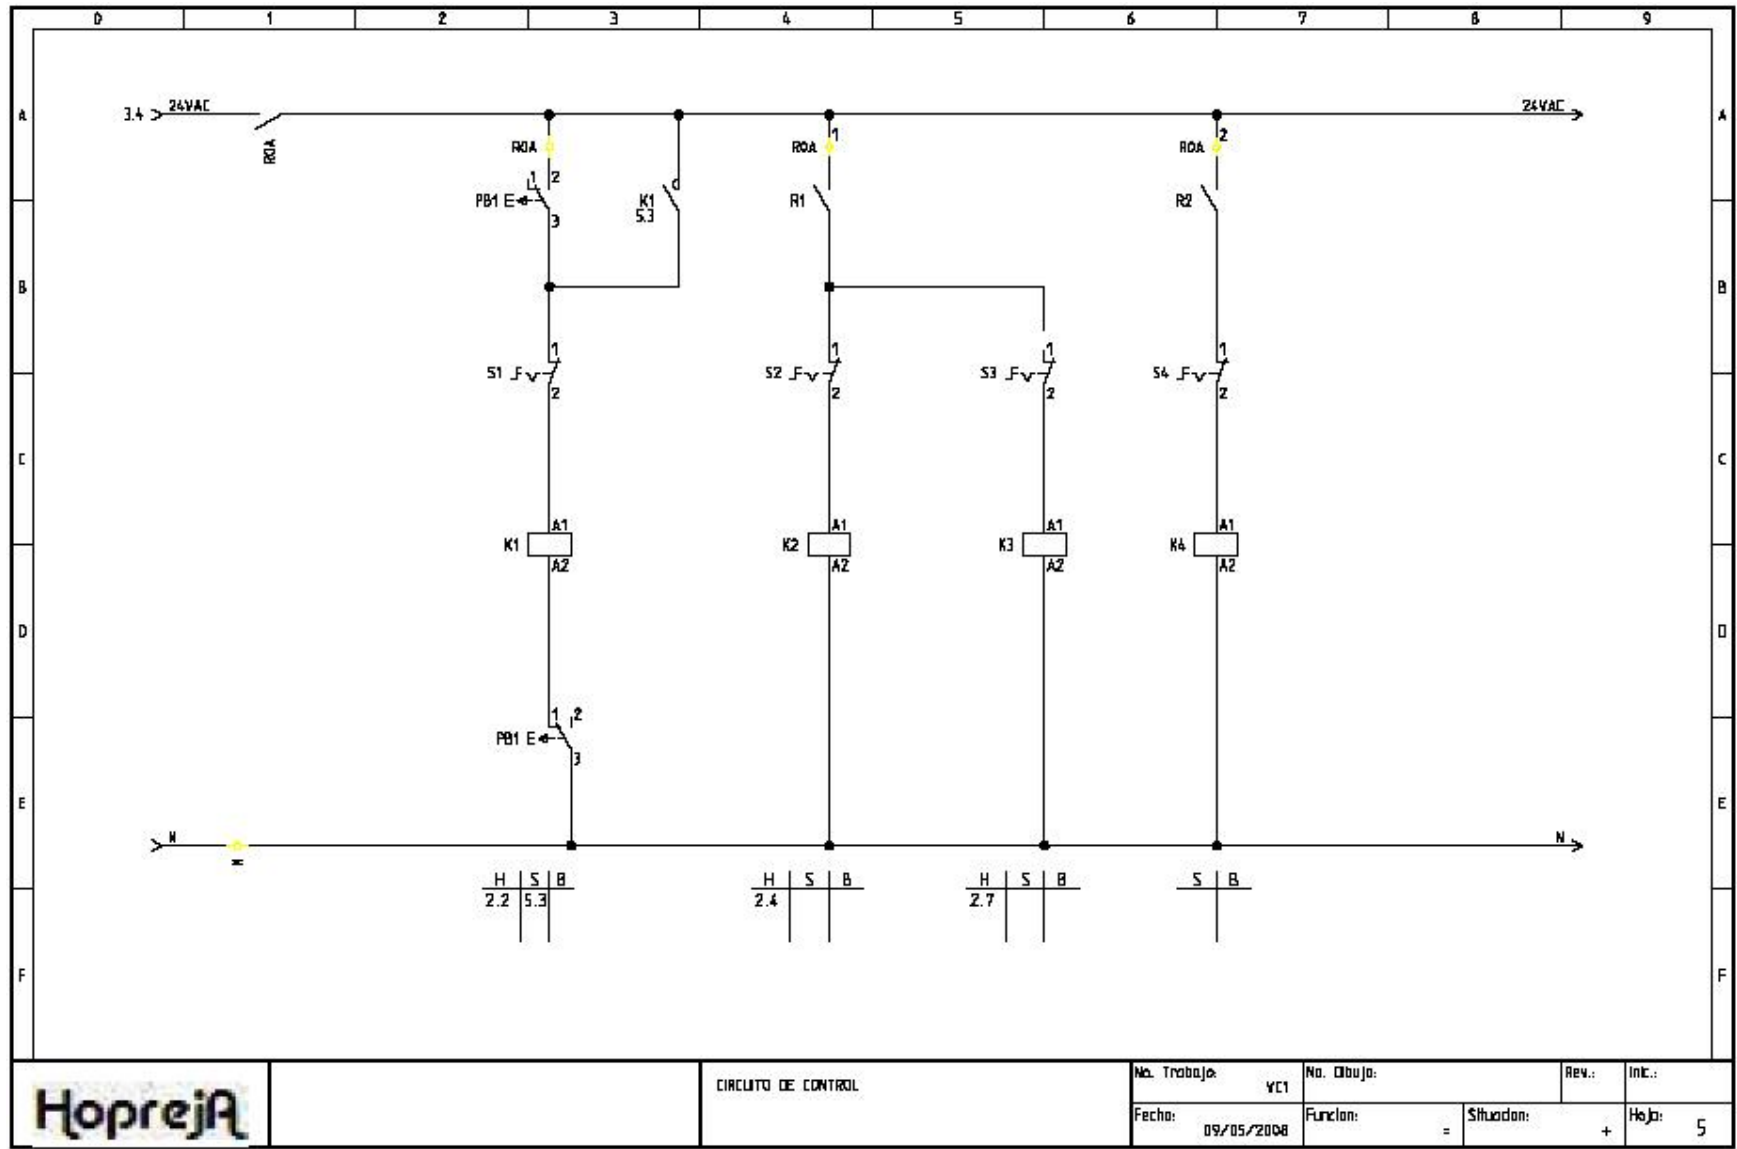 0 1 2 3 4 5 6 7 8 9
A 3.4 24VAC 24VAC A
R0A
R0A R0A 1 R0A 2
1 2
PB1 E K1 R1 R2
5.3
3
B B
1 1 1 1
S1 S2 S3 S4
2 2 2 2
C C
A1 A1 A1 A1
K1 K2 K3 K4
A2 A2 A2 A2
D D
1 2
PB1 E
3
E E
N N
=
H S B H S B H S B S B
2.2 5.3 2.4 2.7
F F
HoprejA
CIRCUITO DE CONTROL
No. Trabajo: No. Dibujo: Rev.: Inic.:
VC1
Fecha: Funcion: Situacion: Hoja:
09/05/2008 = + 5